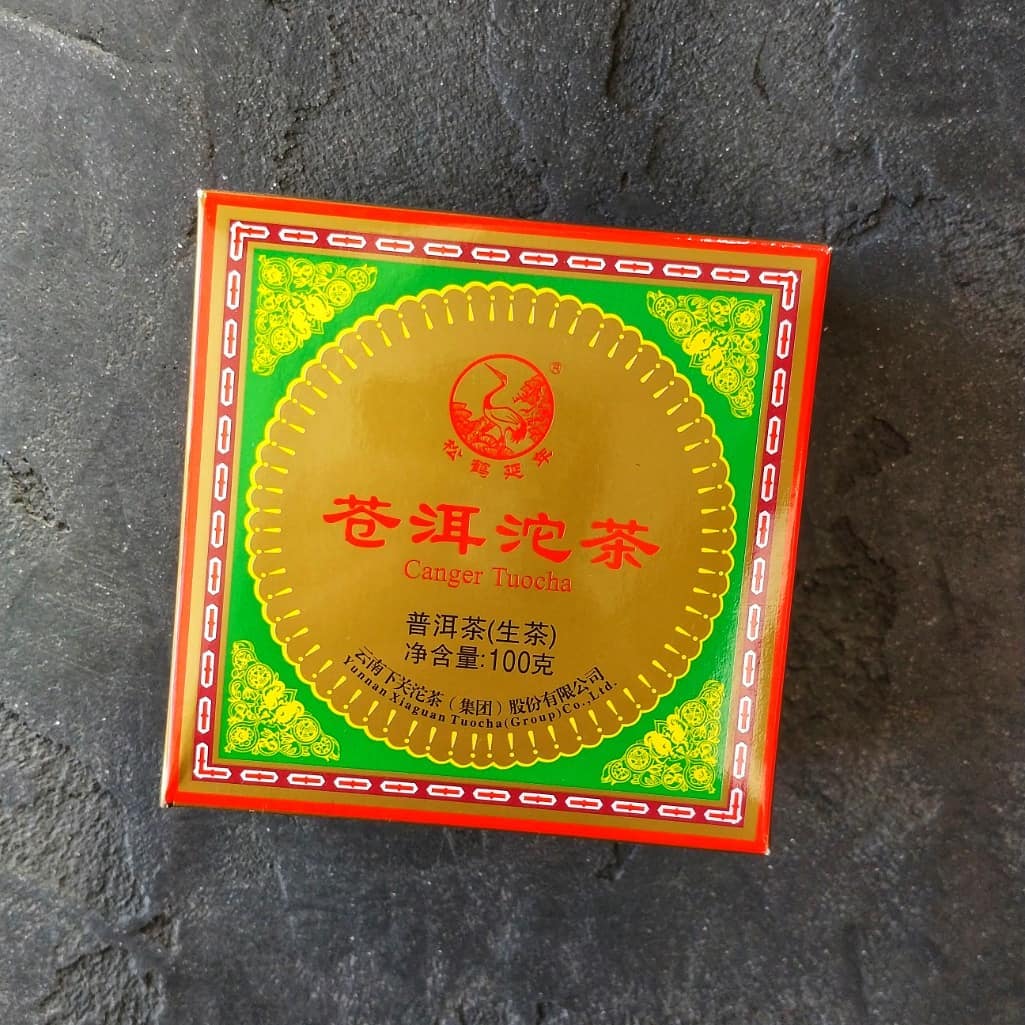 ®
松鹤延年
苍洱沱茶
Canger Tuocha
普洱茶(生茶)
净含量:100克
云南下关沱茶（集团）股份有限公司
Yunnan Xiaguan Tuocha(Group)Co.,Ltd.